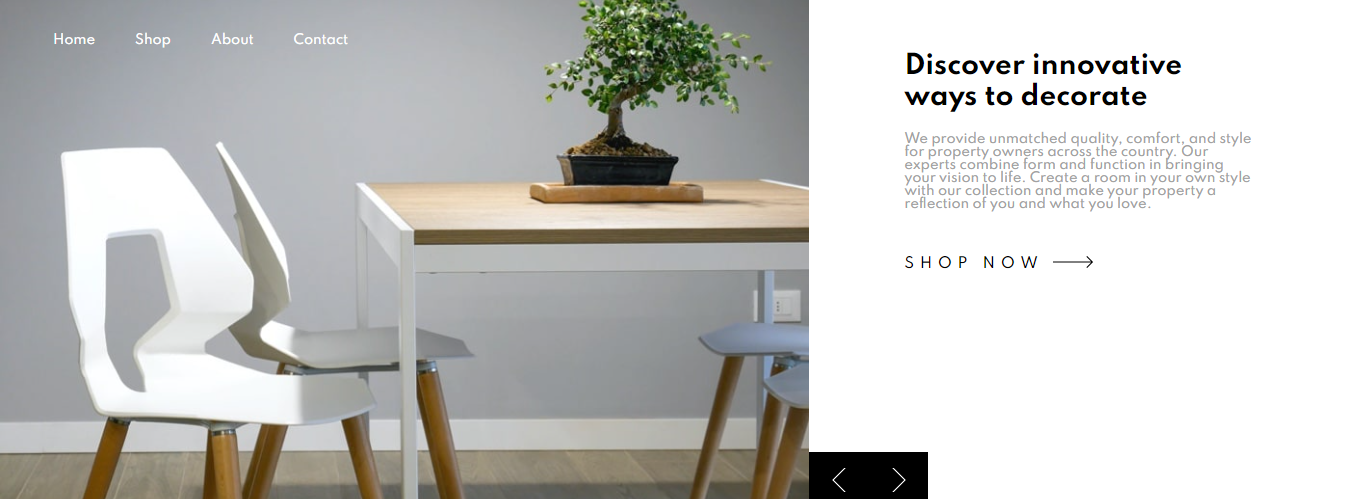 Home Shop About Contact
Discover innovative
ways to decorate
We provide unmatched quality, comfort, and style
for property owners across the country. Our
experts combine form and function in bringing
your vision to life. Create a room in your own style
with our collection and make your property a
reflection of you and what you love.
SHOP NOW